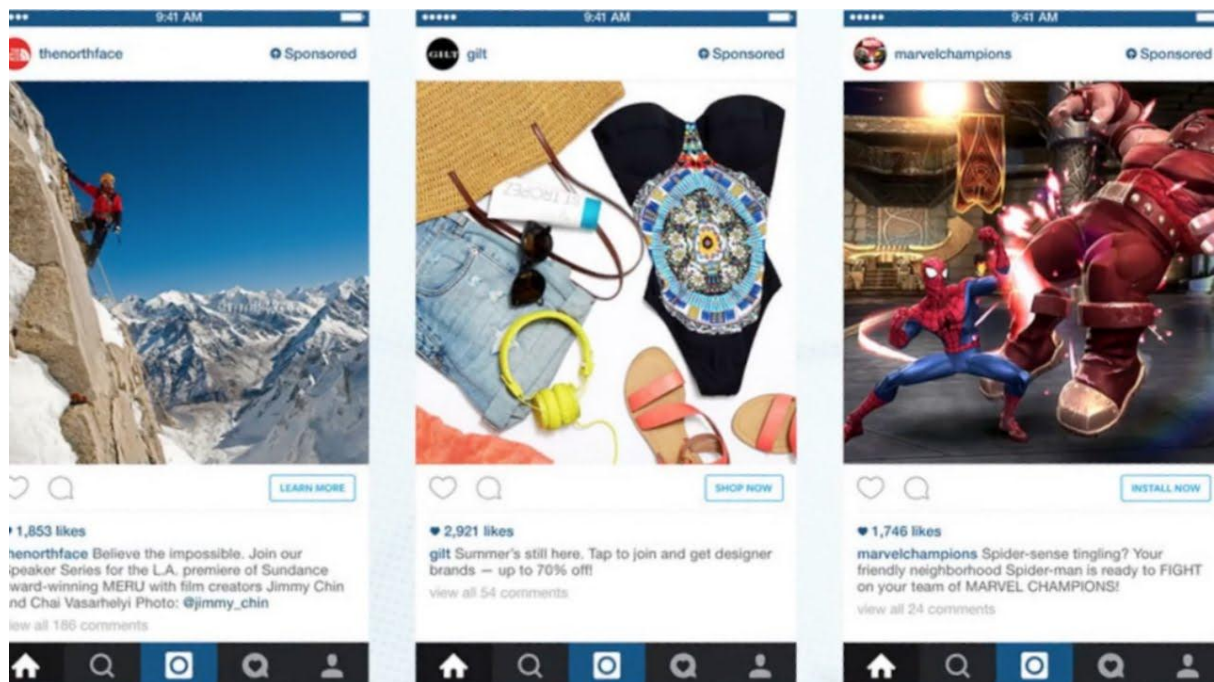 9:41 AM
thenorthface
Sponsored
LEARN MORE
1,853 likes
henorthface Believe the impossible. Join our
peaker Series for the L.A. premiere of Sundance
ward-winning MERU with film creators Jimmy Chin
nd Chai Vasarhelyi Photo: @jimmy_chin
iew all 186 comments
9:41 AM
GILT
gilt
Sponsored
ST.TROPEZ
SHOP NOW
2,921 likes
gilt Summer's still here. Tap to join and get designer
brands — up to 70% off!
view all 54 comments
9:41 AM
marvelchampions
Sponsored
INSTALL NOW
1,746 likes
marvelchampions Spider-sense tingling? Your
friendly neighborhood Spider-man is ready to FIGHT
on your team of MARVEL CHAMPIONS!
view all 24 comments